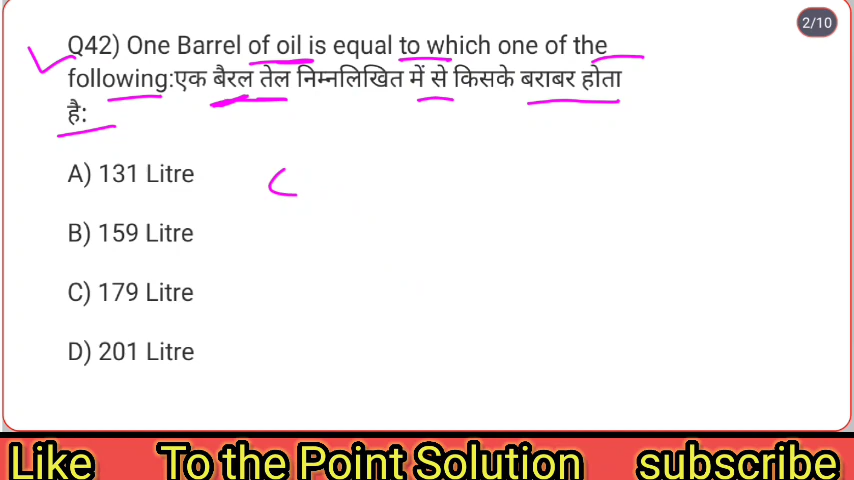 2/10
Q42) One Barrel of oil is equal to which one of the
following:एक बैरल तेल निम्नलिखित में से किसके बराबर होता
है:
A) 131 Litre
B) 159 Litre
C) 179 Litre
D) 201 Litre
Like To the Point Solution subscribe